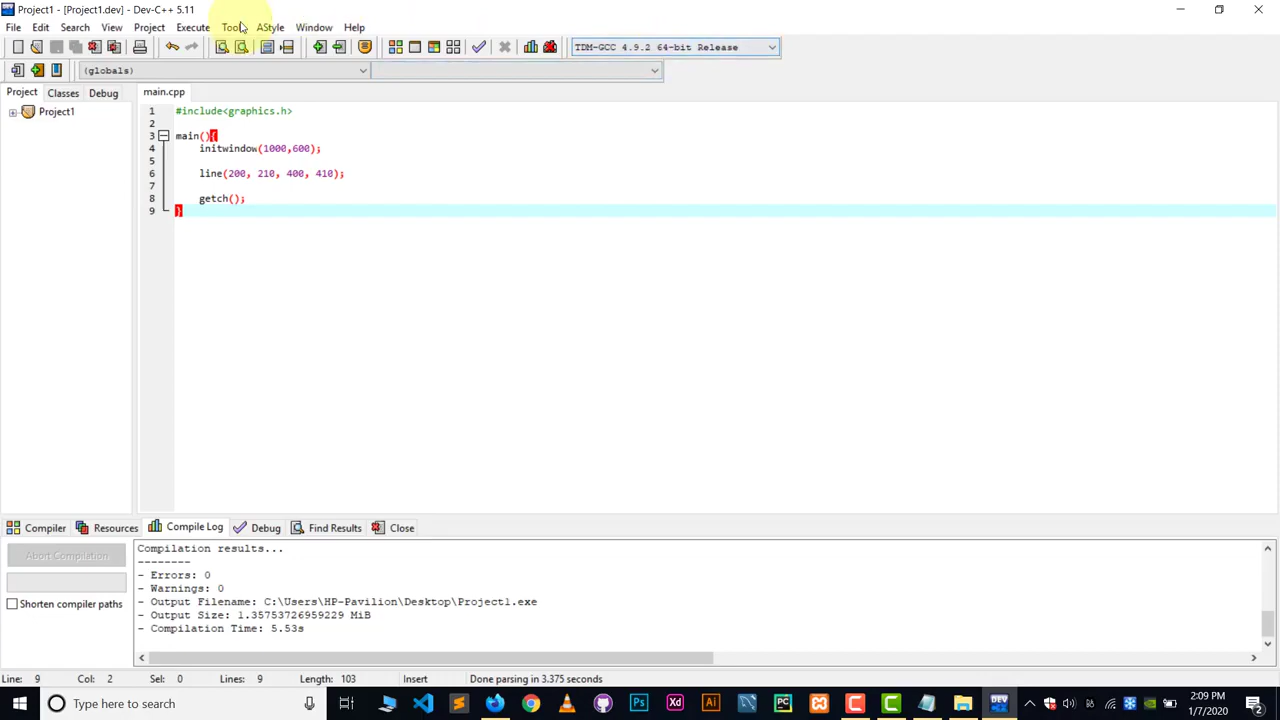 Project1 - [Project1.dev] - Dev-C++ 5.11
File Edit Search View Project Execute Tools AStyle Window Help
TDM-GCC 4.9.2 64-bit Release
(globals)
Project Classes Debug
main.cpp
Project1
1 #include<graphics.h>
2
3 main(){
4 initwindow(1000,600);
5
6 line(200, 210, 400, 410);
7
8 getch();
9 }
Compiler Resources Compile Log Debug Find Results Close
Abort Compilation
Shorten compiler paths
Compilation results...
--------
- Errors: 0
- Warnings: 0
- Output Filename: C:\Users\HP-Pavilion\Desktop\Project1.exe
- Output Size: 1.35753726959229 MiB
- Compilation Time: 5.53s
Line: 9 Col: 2 Sel: 0 Lines: 9 Length: 103 Insert Done parsing in 3.375 seconds
Type here to search
Ps Xd Ai PC C C DEV
2:09 PM
1/7/2020
2